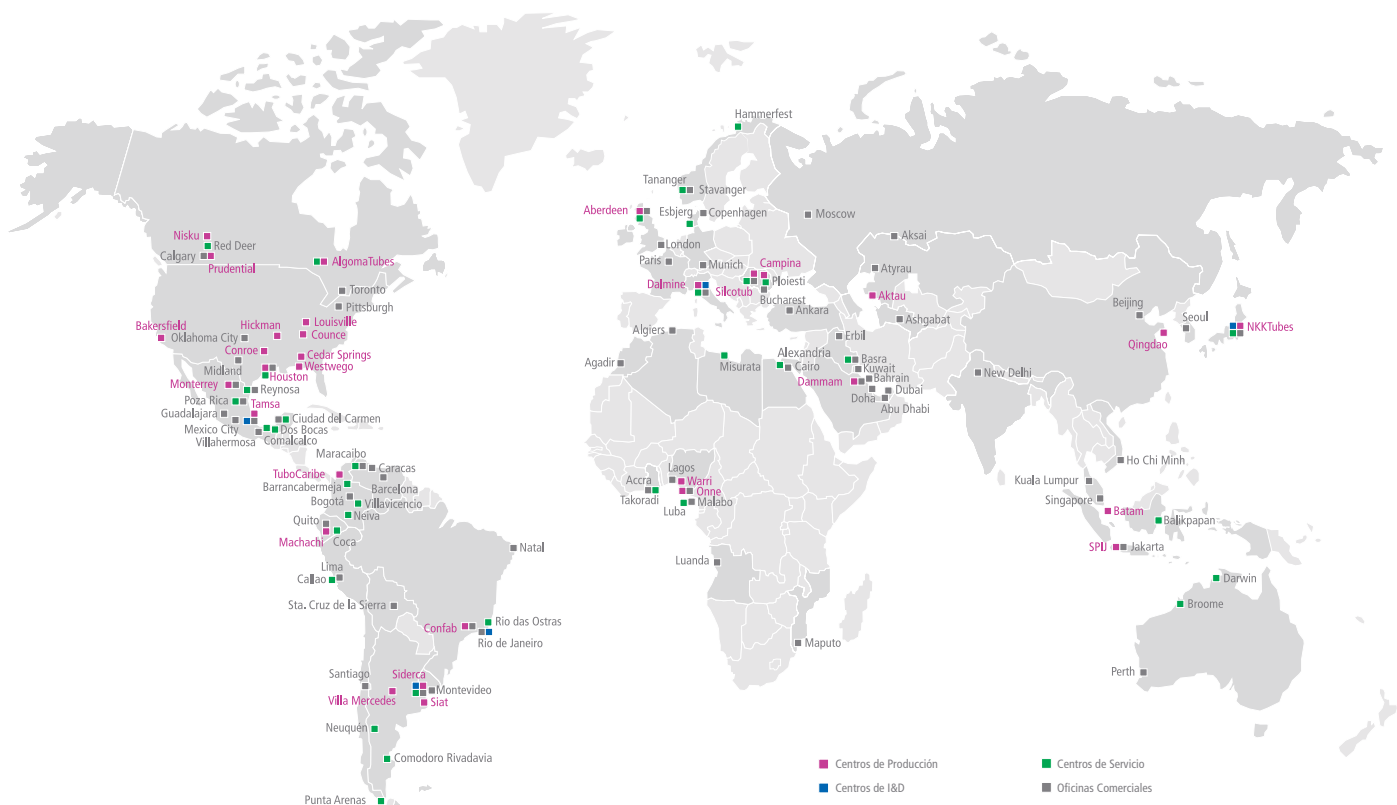 Hammerfest
Tananger
Stavanger
Aberdeen
Esbjerg
Copenhagen
Moscow
Nisku
Red Deer
Aksai
Calgary
London
Prudential
AlgomaTubes
Paris
Munich
Campina
Atyrau
Dalmine
Silcotub
Ploiesti
Toronto
Bucharest
Aktau
Pittsburgh
Ankara
Beijing
Louisville
Ashgabat
Seoul
Bakersfield
Hickman
Counce
Algiers
Erbil
NKKTubes
Oklahoma City
Qingdao
Conroe
Cedar Springs
Agadir
Misurata
Alexandria
Basra
Midland
Westwego
Cairo
Kuwait
New Delhi
Houston
Bahrain
Monterrey
Reynosa
Dammam
Dubai
Poza Rica
Tamsa
Doha
Abu Dhabi
Guadalajara
Ciudad del Carmen
Mexico City
Dos Bocas
Villahermosa
Comalcalco
Maracaibo
Caracas
Ho Chi Minh
TuboCaribe
Lagos
Barrancabermeja
Barcelona
Accra
Warri
Kuala Lumpur
Bogotá
Villavicencio
Takoradi
Onne
Singapore
Neiva
Luba
Malabo
Batam
Quito
Balikpapan
Machachi
Coca
Natal
SPIJ
Jakarta
Lima
Luanda
Callao
Darwin
Sta. Cruz de la Sierra
Broome
Confab
Rio das Ostras
Rio de Janeiro
Maputo
Santiago
Siderca
Perth
Villa Mercedes
Montevideo
Siat
Neuquén
Comodoro Rivadavia
Centros de Producción
Centros de Servicio
Centros de I&D
Oficinas Comerciales
Punta Arenas